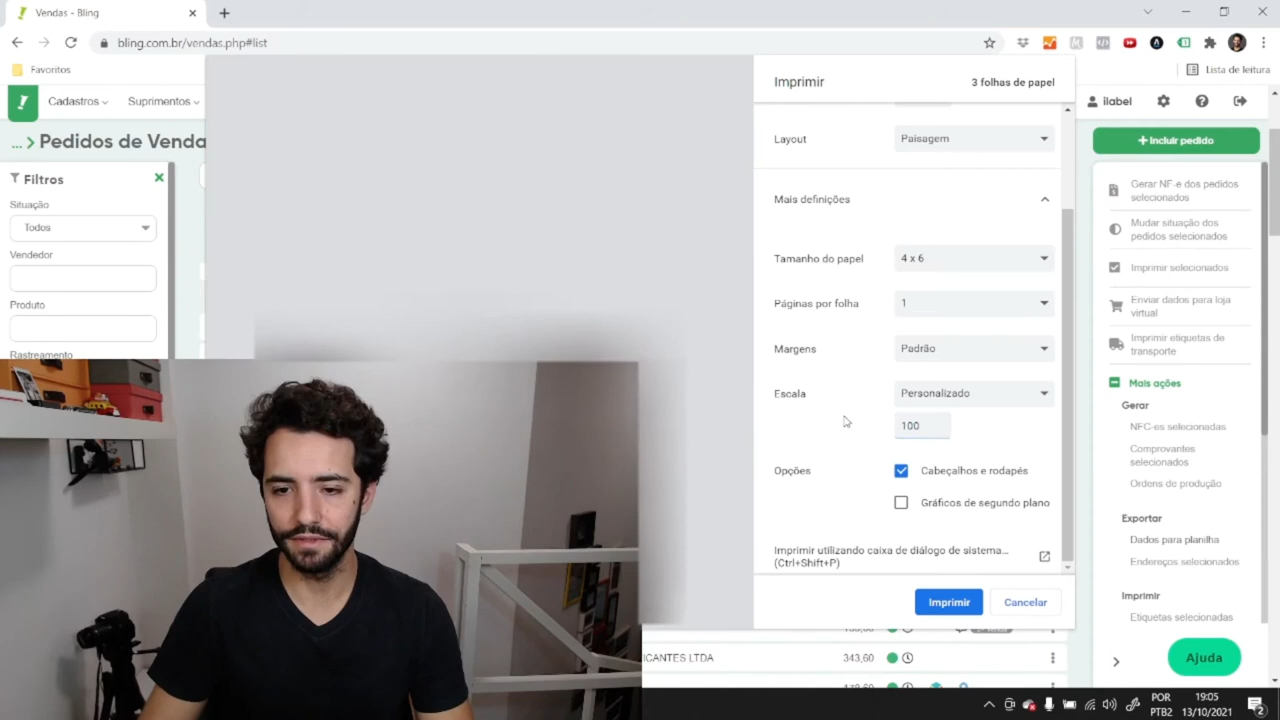 Vendas - Bling
bling.com.br/vendas.php#list
Favoritos
Lista de leitura
Cadastros
Suprimentos
ilabel
... > Pedidos de Venda
Filtros
Situação
Todos
Vendedor
Produto
Rastreamento
Imprimir
3 folhas de papel
Layout
Paisagem
Mais definições
Tamanho do papel
4 x 6
Páginas por folha
1
Margens
Padrão
Escala
Personalizado
100
Opções
Cabeçalhos e rodapés
Gráficos de segundo plano
Imprimir utilizando caixa de diálogo de sistema...
(Ctrl+Shift+P)
Imprimir
Cancelar
Incluir pedido
Gerar NF-e dos pedidos
selecionados
Mudar situação dos
pedidos selecionados
Imprimir selecionados
Enviar dados para loja
virtual
Imprimir etiquetas de
transporte
Mais ações
Gerar
NFC-es selecionadas
Comprovantes
selecionados
Ordens de produção
Exportar
Dados para planilha
Endereços selecionados
Imprimir
Etiquetas selecionadas
Ajuda
ICANTES LTDA
343,60
POR
PTB2
19:05
13/10/2021
2